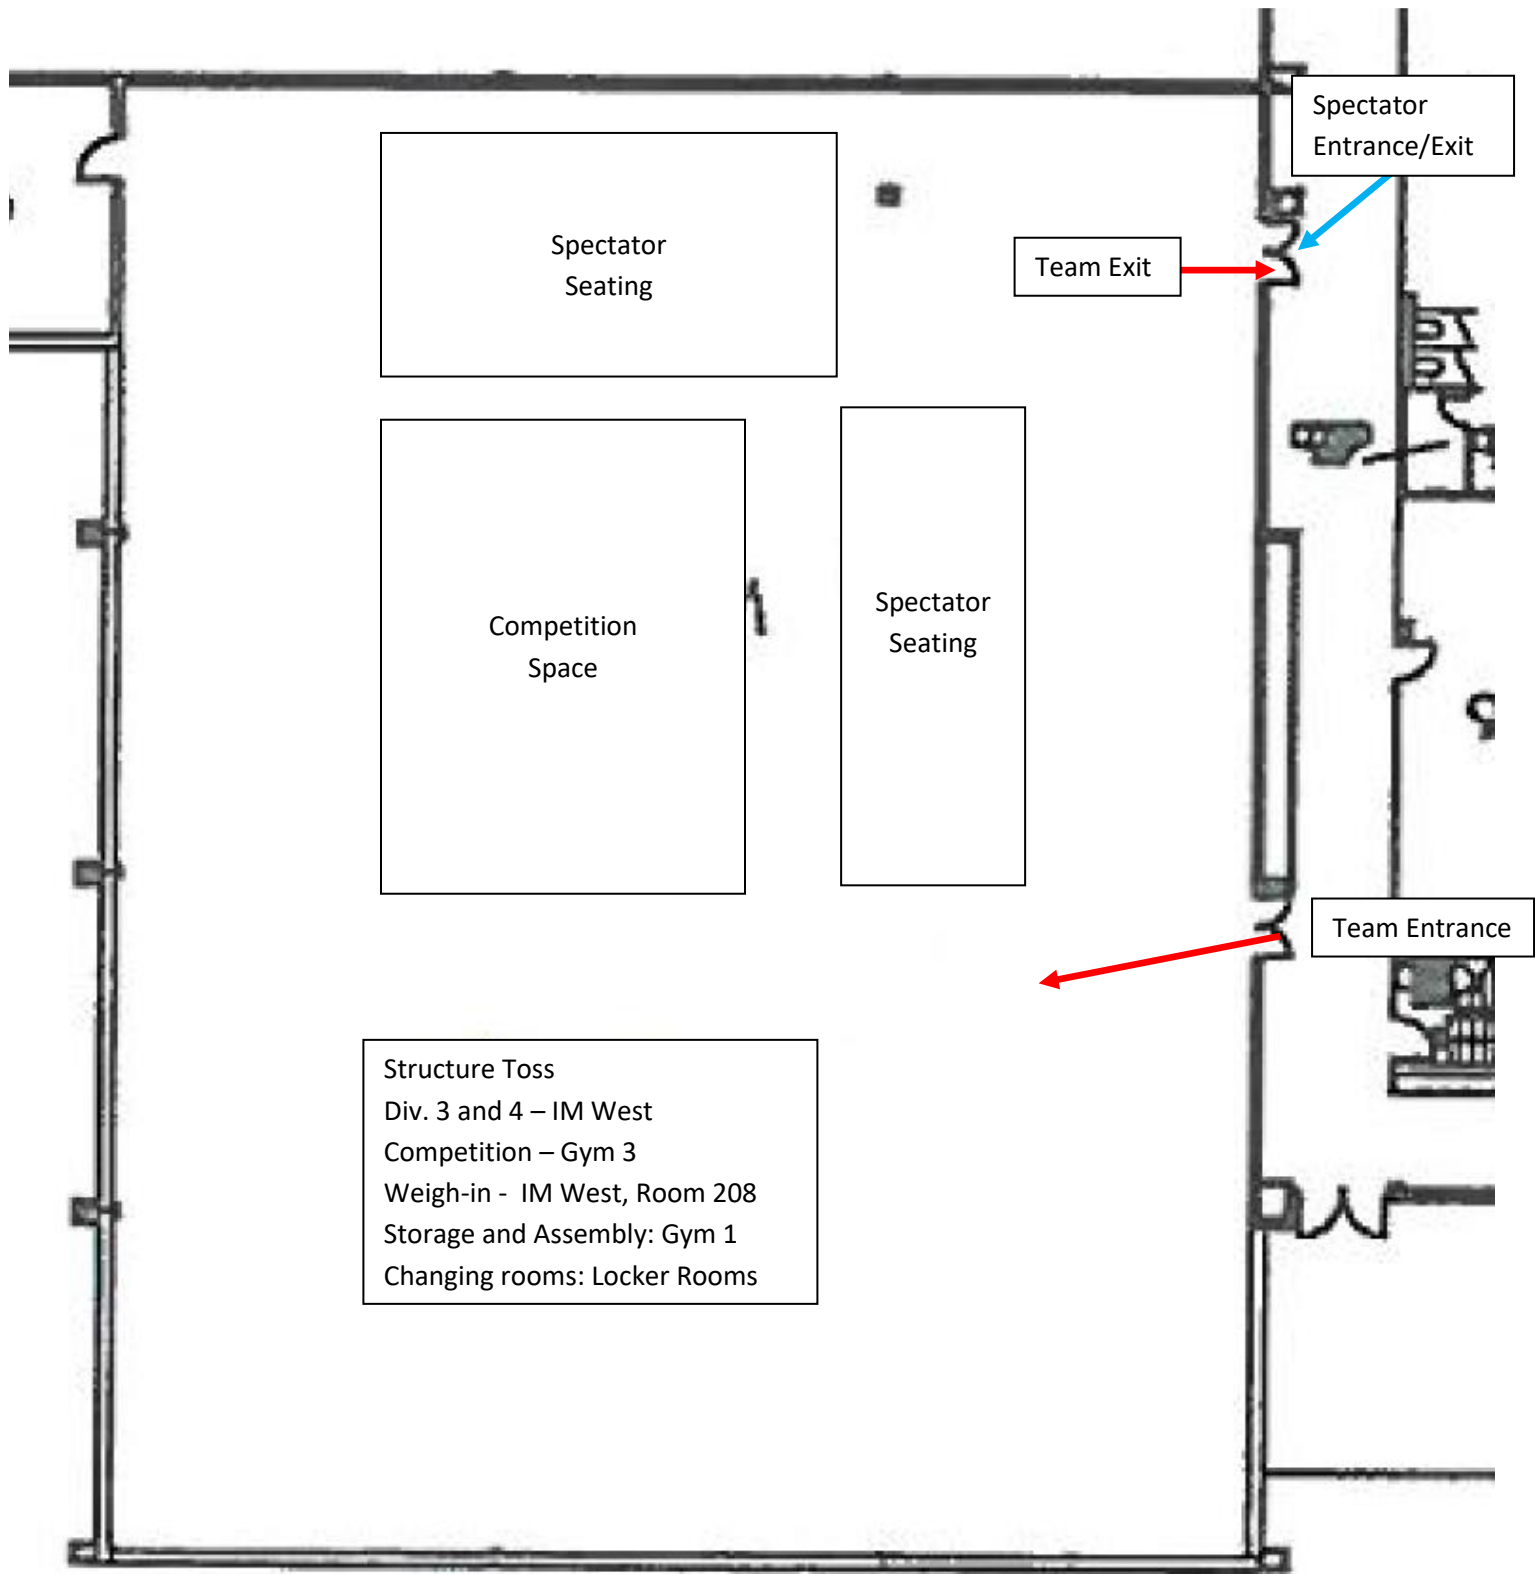 Spectator
Entrance/Exit
Spectator
Seating
Team Exit
Competition
Space
Spectator
Seating
Team Entrance
Structure Toss
Div. 3 and 4 – IM West
Competition – Gym 3
Weigh-in -  IM West, Room 208
Storage and Assembly: Gym 1
Changing rooms: Locker Rooms